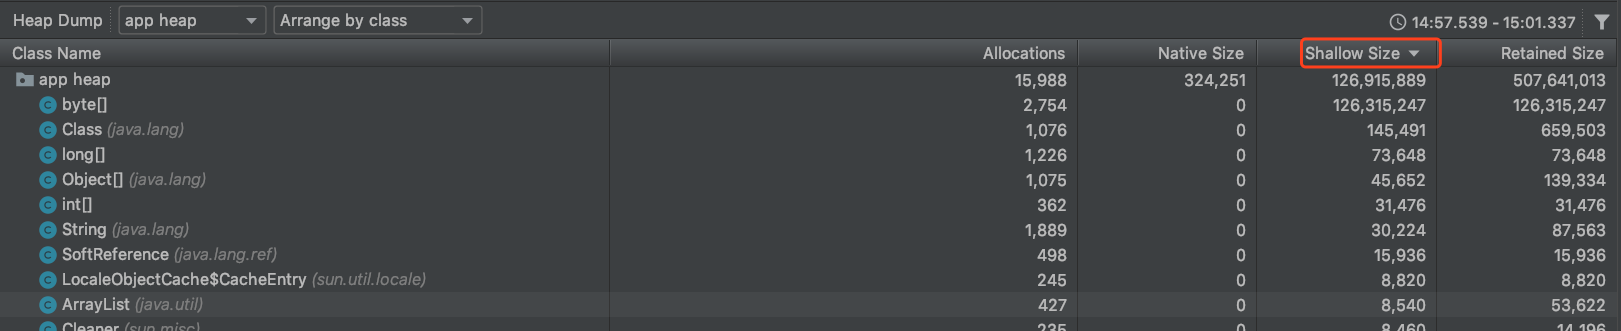 Heap Dump app heap Arrange by class 14:57.539 - 15:01.337
Class Name Allocations Native Size Shallow Size Retained Size
app heap 15,988 324,251 126,915,889 507,641,013
byte[] 2,754 0 126,315,247 126,315,247
Class (java.lang) 1,076 0 145,491 659,503
long[] 1,226 0 73,648 73,648
Object[] (java.lang) 1,075 0 45,652 139,334
int[] 362 0 31,476 31,476
String (java.lang) 1,889 0 30,224 87,563
SoftReference (java.lang.ref) 498 0 15,936 15,936
LocaleObjectCache$CacheEntry (sun.util.locale) 245 0 8,820 8,820
ArrayList (java.util) 427 0 8,540 53,622
Cleaner (sun.misc) 235 0 8,460 14,196